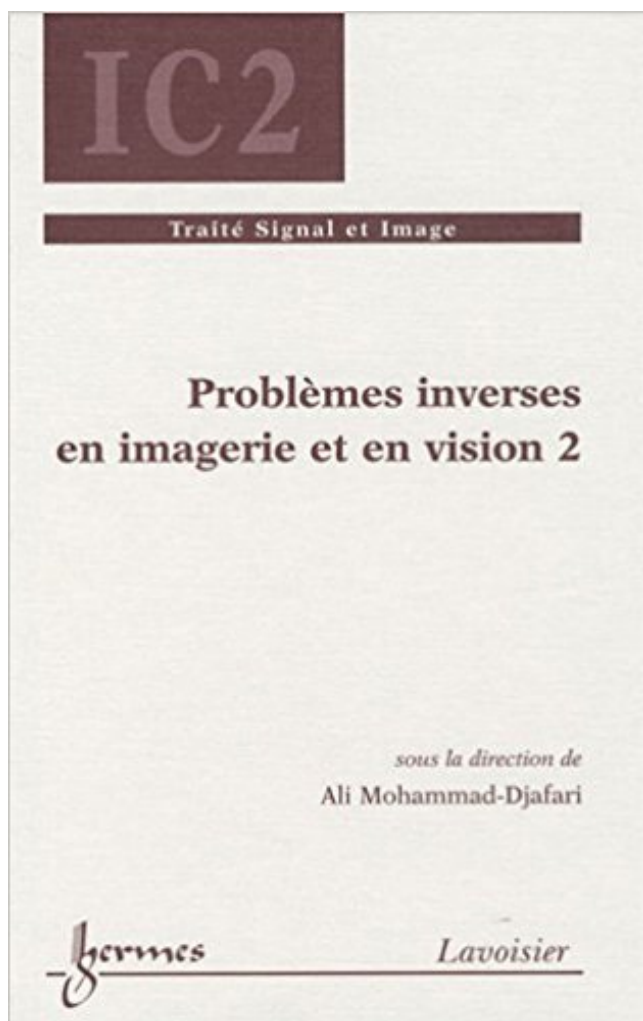 IC2
Traité Signal et Image
Problèmes inverses
en imagerie et en vision 2
sous la direction de
Ali Mohammad-Djafari
hermes
Lavoisier